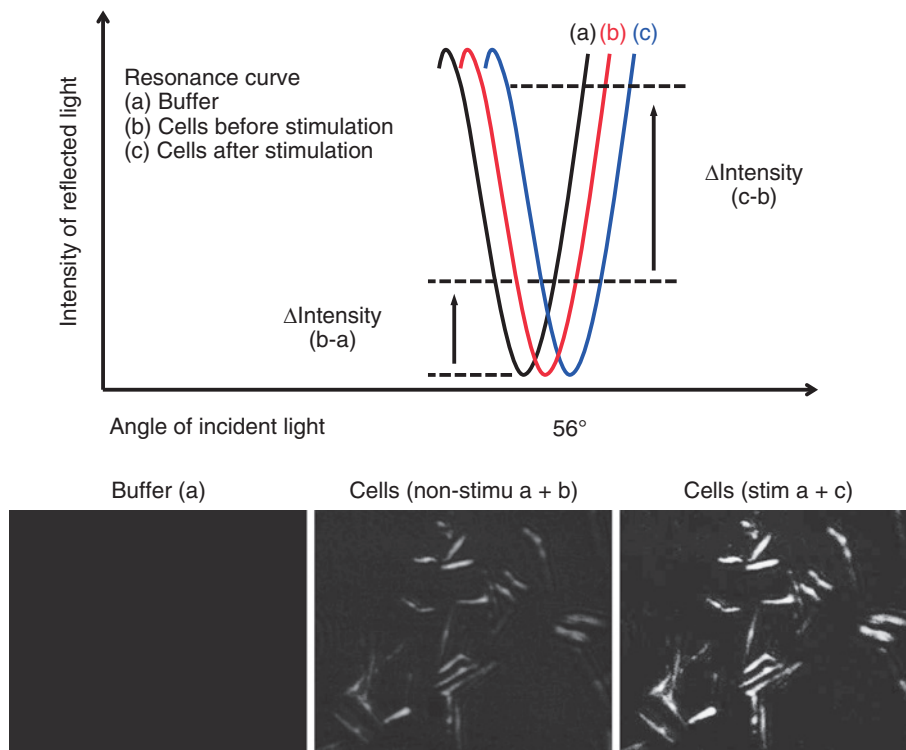 (a) (b) (c)
Resonance curve
(a) Buffer
(b) Cells before stimulation
(c) Cells after stimulation
ΔIntensity
(c-b)
Intensity of reflected light
ΔIntensity
(b-a)
Angle of incident light
56°
Buffer (a)
Cells (non-stimu a + b)
Cells (stim a + c)